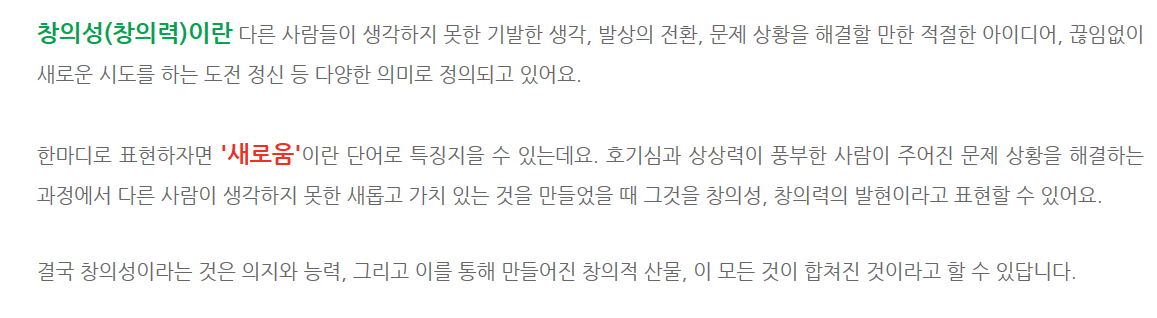 창의성(창의력)이란 다른 사람들이 생각하지 못한 기발한 생각, 발상의 전환, 문제 상황을 해결할 만한 적절한 아이디어, 끊임없이
새로운 시도를 하는 도전 정신 등 다양한 의미로 정의되고 있어요.
한마디로 표현하자면 '새로움'이란 단어로 특징지을 수 있는데요. 호기심과 상상력이 풍부한 사람이 주어진 문제 상황을 해결하는
과정에서 다른 사람이 생각하지 못한 새롭고 가치 있는 것을 만들었을 때 그것을 창의성, 창의력의 발현이라고 표현할 수 있어요.
결국 창의성이라는 것은 의지와 능력, 그리고 이를 통해 만들어진 창의적 산물, 이 모든 것이 합쳐진 것이라고 할 수 있답니다.